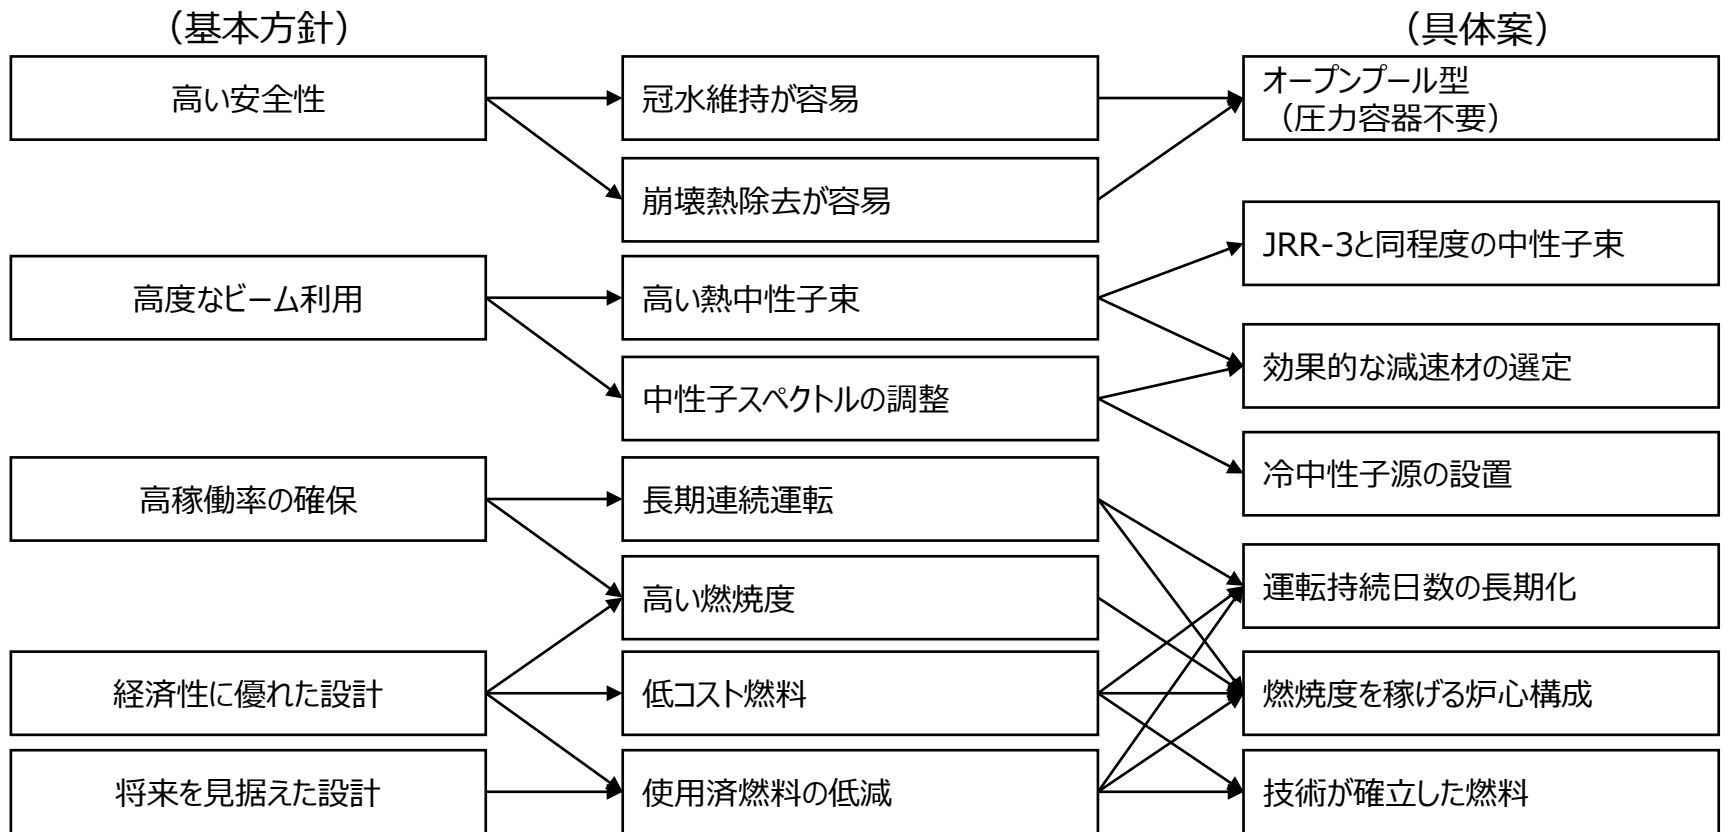 （基本方針）
（具体案）
高い安全性
冠水維持が容易
オープンプール型
（圧力容器不要）
崩壊熱除去が容易
JRR-3と同程度の中性子束
高度なビーム利用
高い熱中性子束
効果的な減速材の選定
中性子スペクトルの調整
冷中性子源の設置
高稼働率の確保
長期連続運転
運転持続日数の長期化
高い燃焼度
経済性に優れた設計
低コスト燃料
燃焼度を稼げる炉心構成
将来を見据えた設計
使用済燃料の低減
技術が確立した燃料